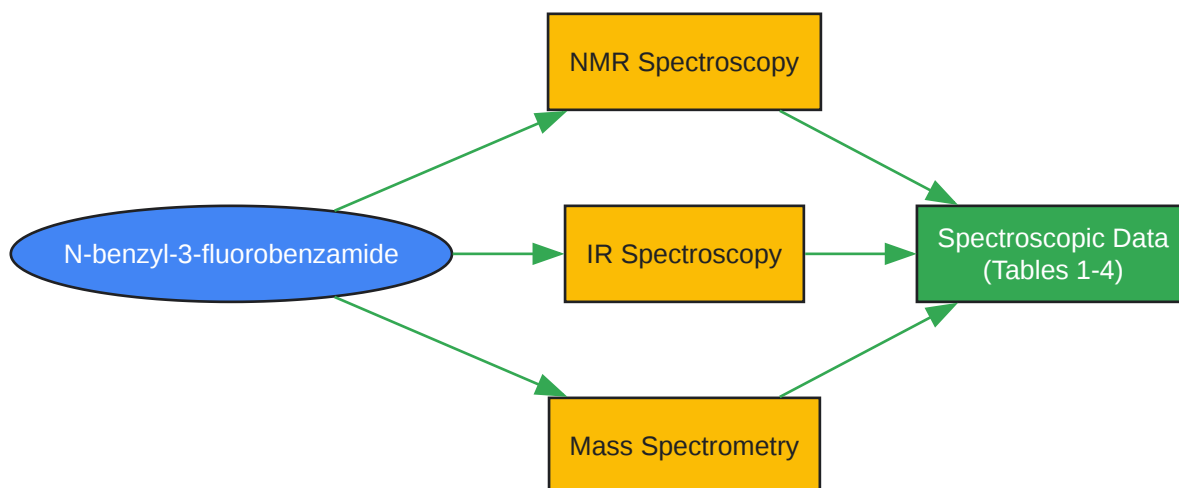 NMR Spectroscopy
N-benzyl-3-fluorobenzamide
IR Spectroscopy
Spectroscopic Data
(Tables 1-4)
Mass Spectrometry